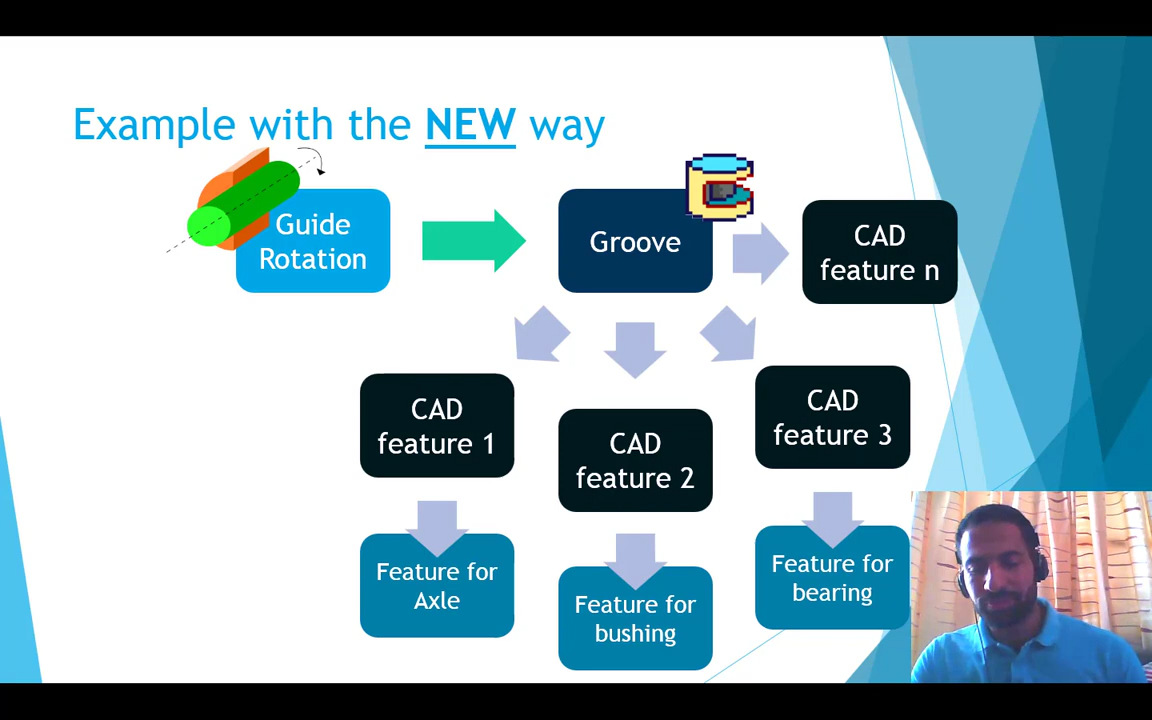 Example with the NEW way
Guide
Rotation
Groove
CAD
feature n
CAD
feature 1
CAD
feature 2
CAD
feature 3
Feature for
Axle
Feature for
bushing
Feature for
bearing